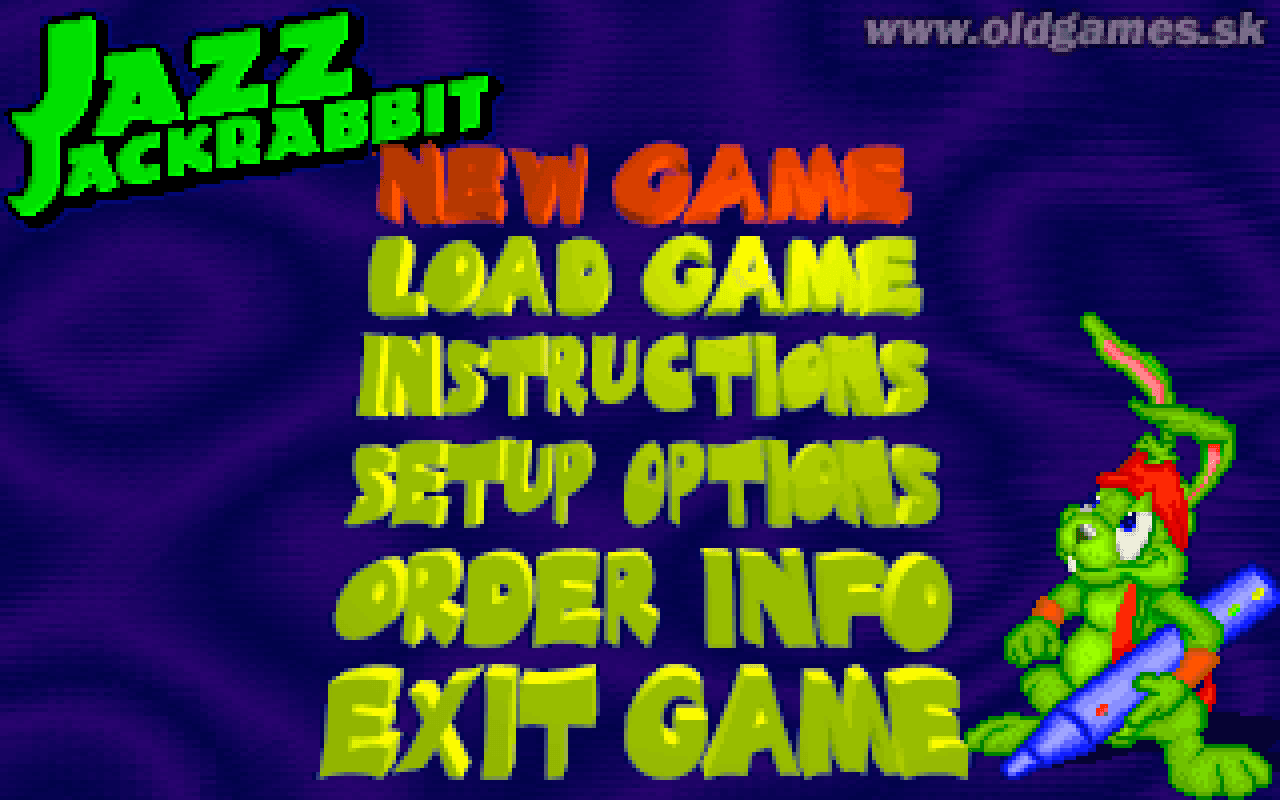 JAZZ
JACKRABBIT
www.oldgames.sk
NEW GAME
LOAD GAME
INSTRUCTIONS
SETUP OPTIONS
ORDER INFO
EXIT GAME